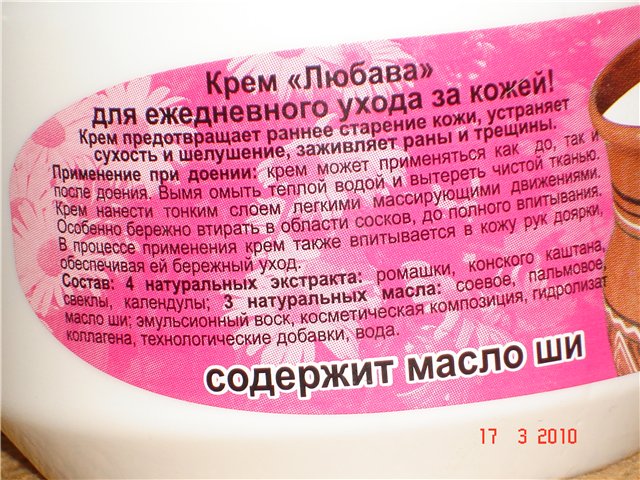 Крем «Любава»
для ежедневного ухода за кожей!
Крем предотвращает раннее старение кожи, устраняет
сухость и шелушение, заживляет раны и трещины.
Применение при доении: крем может применяться как до, так и
после доения. Вымя омыть теплой водой и вытереть чистой тканью.
Крем нанести тонким слоем легкими массирующими движениями.
Особенно бережно втирать в области сосков, до полного впитывания.
В процессе применения крем также впитывается в кожу рук доярки,
обеспечивая ей бережный уход.
Состав: 4 натуральных экстракта: ромашки, конского каштана,
свеклы, календулы; 3 натуральных масла: соевое, пальмовое,
масло ши; эмульсионный воск, косметическая композиция, гидролизат
коллагена, технологические добавки, вода.
содержит масло ши
17 3 2010